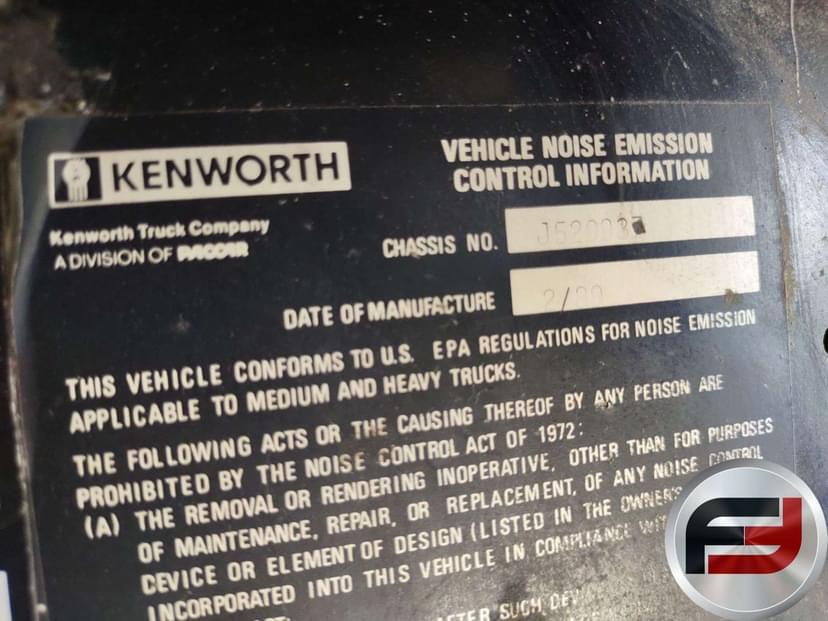 KENWORTH
Kenworth Truck Company
A DIVISION OF PACCAR
VEHICLE NOISE EMISSION
CONTROL INFORMATION
CHASSIS NO.
DATE OF MANUFACTURE
THIS VEHICLE CONFORMS TO U.S. EPA REGULATIONS FOR NOISE EMISSION
APPLICABLE TO MEDIUM AND HEAVY TRUCKS.
THE FOLLOWING ACTS OR THE CAUSING THEREOF BY ANY PERSON ARE
PROHIBITED BY THE NOISE CONTROL ACT OF 1972:
(A) THE REMOVAL OR RENDERING INOPERATIVE, OTHER THAN FOR PURPOSES
OF MAINTENANCE, REPAIR, OR REPLACEMENT, OF ANY NOISE CONTROL
DEVICE OR ELEMENT OF DESIGN (LISTED IN THE OWNER'S
INCORPORATED INTO THIS VEHICLE IN COMPLIANCE
AFTER SUCH